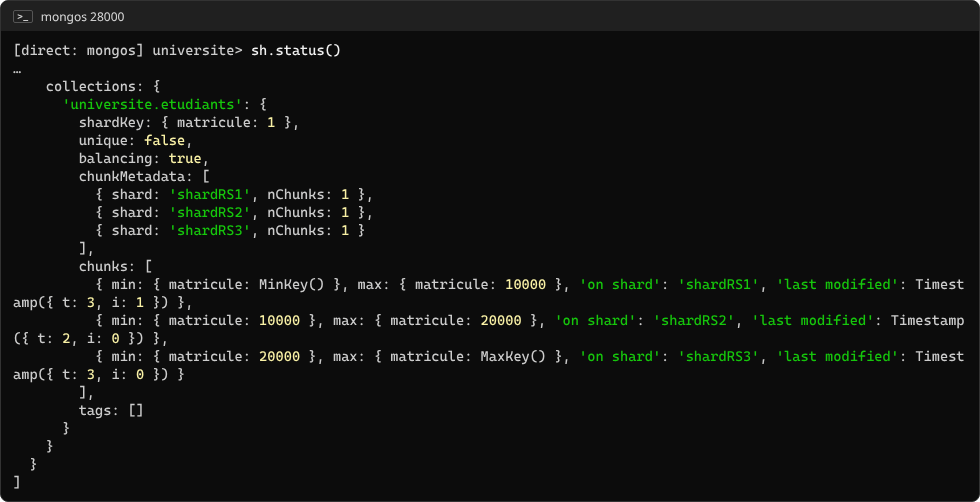 >_ mongos 28000
[direct: mongos] universite> sh.status()
…
    collections: {
      'universite.etudiants': {
        shardKey: { matricule: 1 },
        unique: false,
        balancing: true,
        chunkMetadata: [
          { shard: 'shardRS1', nChunks: 1 },
          { shard: 'shardRS2', nChunks: 1 },
          { shard: 'shardRS3', nChunks: 1 }
        ],
        chunks: [
          { min: { matricule: MinKey() }, max: { matricule: 10000 }, 'on shard': 'shardRS1', 'last modified': Timest
amp({ t: 3, i: 1 }) },
          { min: { matricule: 10000 }, max: { matricule: 20000 }, 'on shard': 'shardRS2', 'last modified': Timestamp
({ t: 2, i: 0 }) },
          { min: { matricule: 20000 }, max: { matricule: MaxKey() }, 'on shard': 'shardRS3', 'last modified': Timest
amp({ t: 3, i: 0 }) }
        ],
        tags: []
      }
    }
  }
]